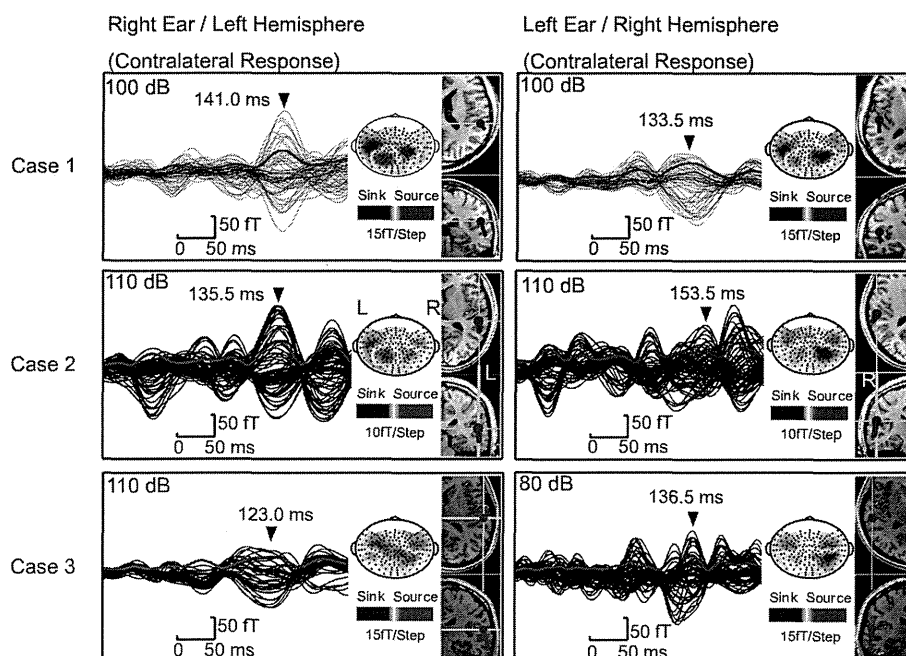 Right Ear / Left Hemisphere
(Contralateral Response)
Left Ear / Right Hemisphere
(Contralateral Response)
Case 1
100 dB
141.0 ms
Sink Source
15fT/Step
50 fT
0 50 ms
100 dB
133.5 ms
Sink Source
15fT/Step
50 fT
0 50 ms
Case 2
110 dB
135.5 ms
L R
Sink Source
10fT/Step
50 fT
0 50 ms
L
110 dB
153.5 ms
Sink Source
10fT/Step
50 fT
0 50 ms
R
Case 3
110 dB
123.0 ms
Sink Source
15fT/Step
50 fT
0 50 ms
80 dB
136.5 ms
Sink Source
15fT/Step
50 fT
0 50 ms